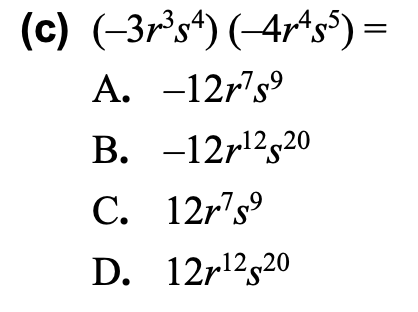 (c) (–3r³s⁴) (–4r⁴s⁵) =
A. –12r⁷s⁹
B. –12r¹²s²⁰
C. 12r⁷s⁹
D. 12r¹²s²⁰